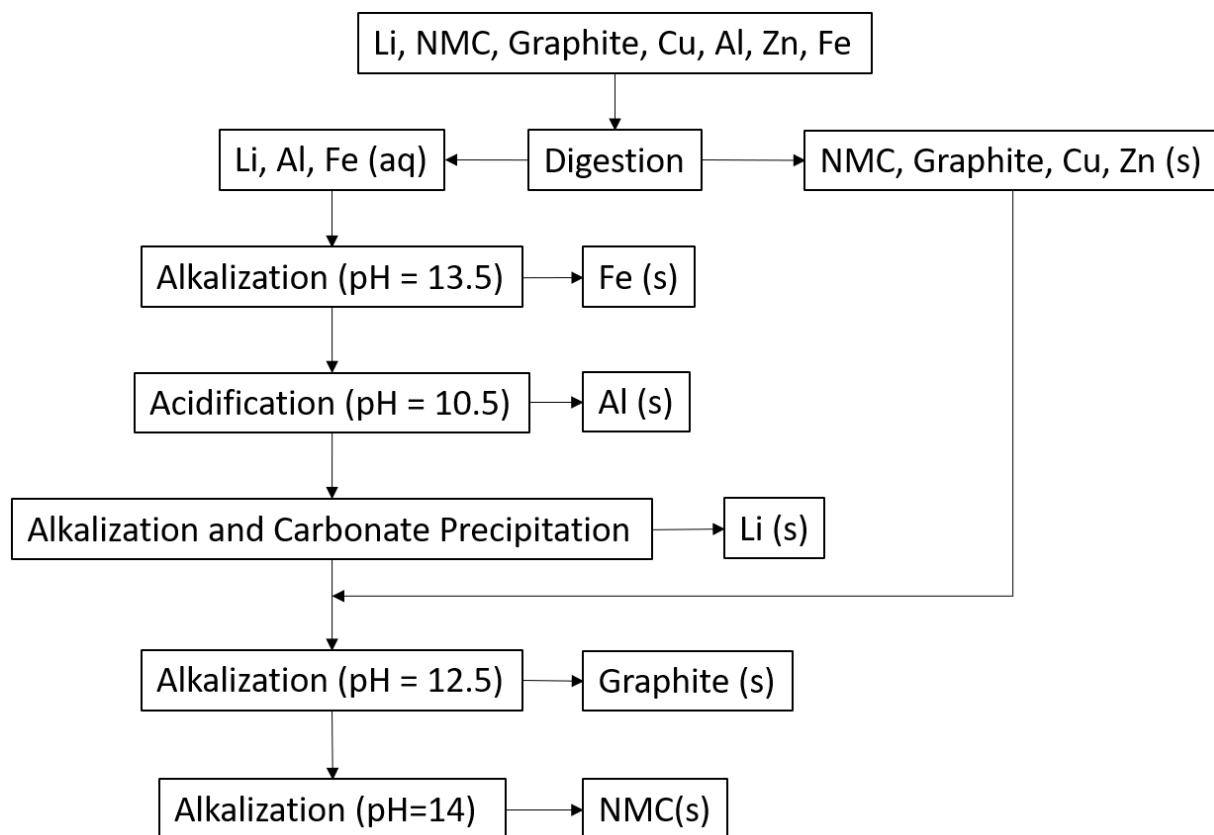 Li, NMC, Graphite, Cu, Al, Zn, Fe
Li, Al, Fe (aq)
Digestion
NMC, Graphite, Cu, Zn (s)
Alkalization (pH = 13.5)
Fe (s)
Acidification (pH = 10.5)
Al (s)
Alkalization and Carbonate Precipitation
Li (s)
Alkalization (pH = 12.5)
Graphite (s)
Alkalization (pH=14)
NMC(s)